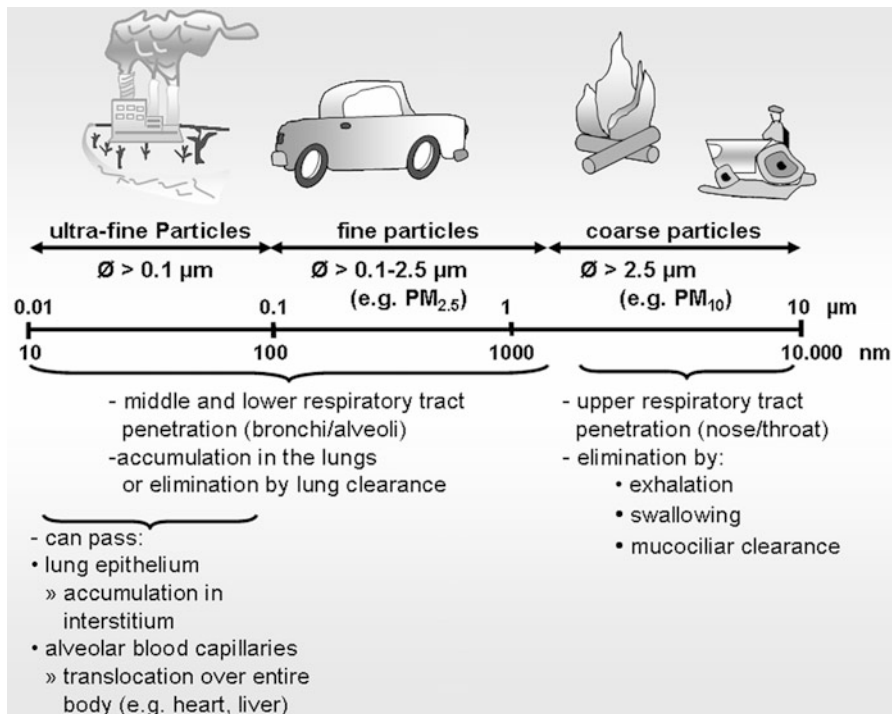 ultra-fine Particles
fine particles
coarse particles
Ø > 0.1 µm
Ø > 0.1-2.5 µm
(e.g. PM2.5)
Ø > 2.5 µm
(e.g. PM10)
0.01 0.1 1 10 µm
10 100 1000 10.000 nm
- middle and lower respiratory tract
penetration (bronchi/alveoli)
-accumulation in the lungs
or elimination by lung clearance
- upper respiratory tract
penetration (nose/throat)
- elimination by:
• exhalation
• swallowing
• mucociliar clearance
- can pass:
• lung epithelium
» accumulation in
interstitium
• alveolar blood capillaries
» translocation over entire
body (e.g. heart, liver)